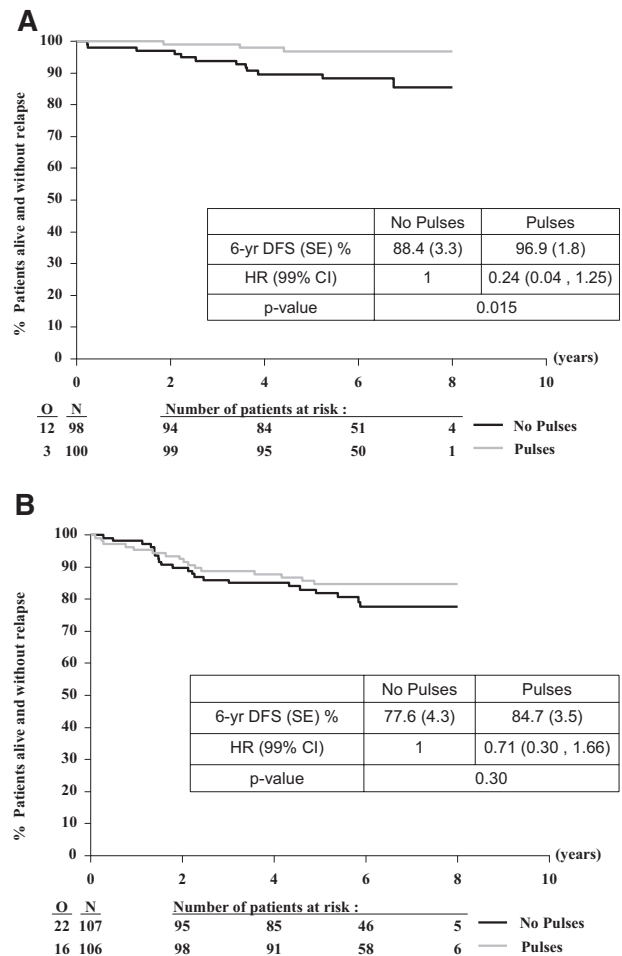 A
% Patients alive and without relapse
100
90
80
70
60
50
40
30
20
10
0
No Pulses Pulses
6-yr DFS (SE) % 88.4 (3.3) 96.9 (1.8)
HR (99% CI) 1 0.24 (0.04 , 1.25)
p-value 0.015
(years)
0 2 4 6 8 10
O N Number of patients at risk :
12 98 94 84 51 4 No Pulses
3 100 99 95 50 1 Pulses
B
% Patients alive and without relapse
100
90
80
70
60
50
40
30
20
10
0
No Pulses Pulses
6-yr DFS (SE) % 77.6 (4.3) 84.7 (3.5)
HR (99% CI) 1 0.71 (0.30 , 1.66)
p-value 0.30
(years)
0 2 4 6 8 10
O N Number of patients at risk :
22 107 95 85 46 5 No Pulses
16 106 98 91 58 6 Pulses